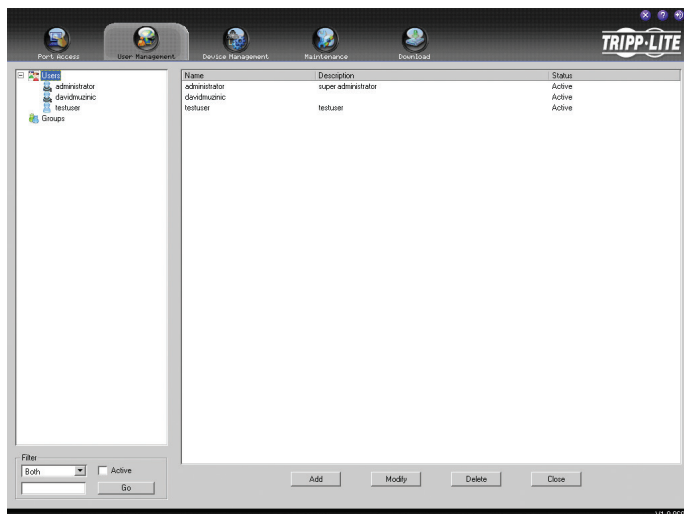 TRIPP·LITE
Port Access User Management Device Management Maintenance Download
Users
administrator
davidmuzinic
testuser
Groups
Name Description Status
administrator super administrator Active
davidmuzinic Active
testuser testuser Active
Filter
Both Active
Go
Add Modify Delete Close